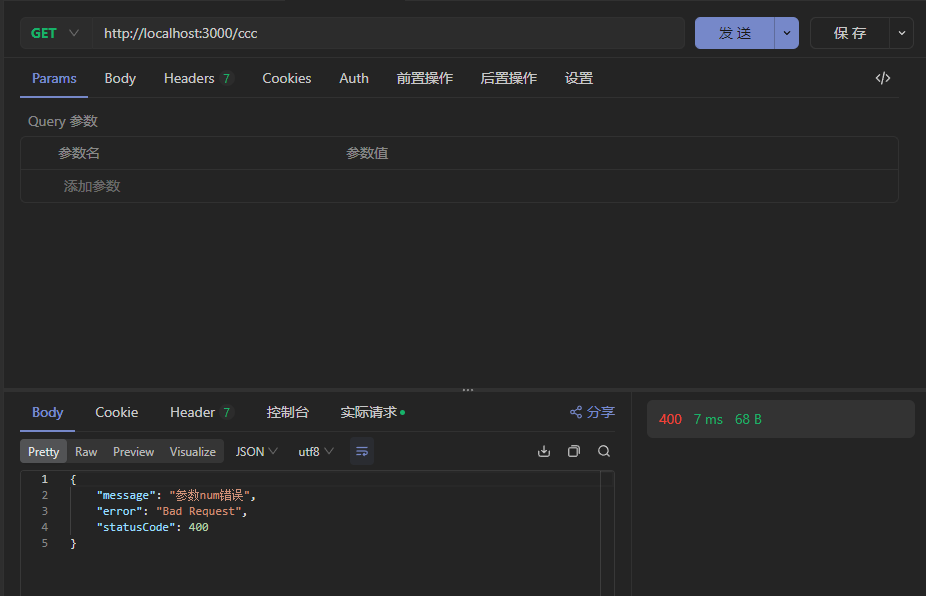 GET http://localhost:3000/ccc 发送 保存
Params Body Headers 7 Cookies Auth 前置操作 后置操作 设置 </>
Query 参数
参数名 参数值
添加参数
Body Cookie Header 7 控制台 实际请求 分享
400 7 ms 68 B
Pretty Raw Preview Visualize JSON utf8
1 {
2 "message": "参数num错误",
3 "error": "Bad Request",
4 "statusCode": 400
5 }